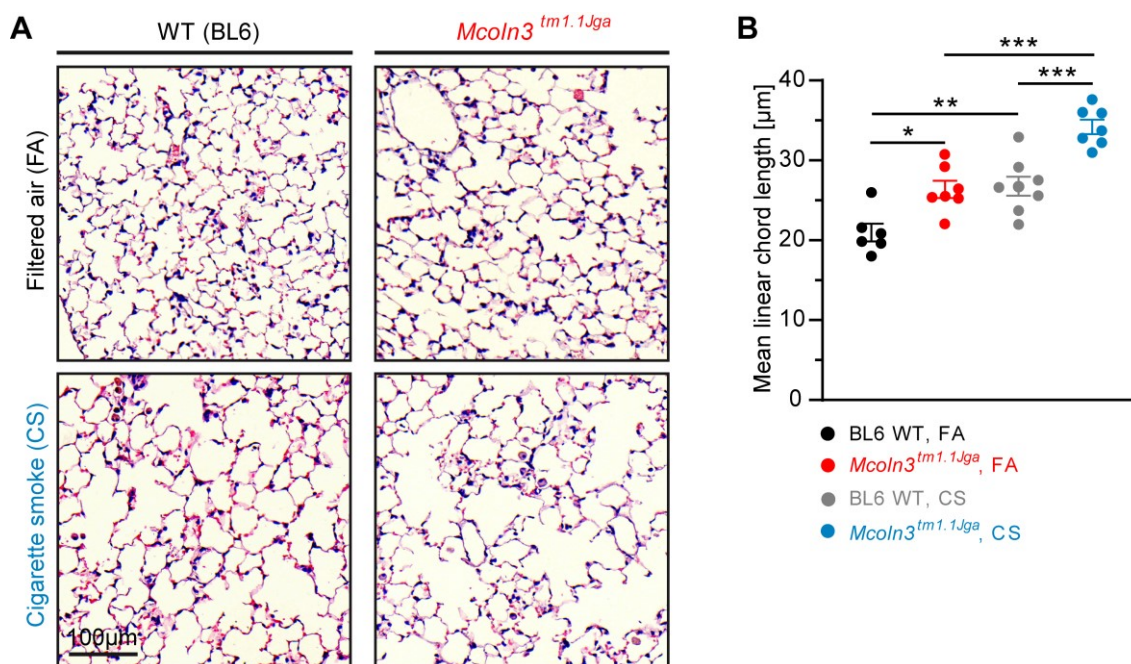 A
WT (BL6)
Mcoln3 tm1.1Jga
Filtered air (FA)
Cigarette smoke (CS)
100µm
B
***
***
**
*
Mean linear chord length [µm]
40
30
20
10
0
BL6 WT, FA
Mcoln3tm1.1Jga, FA
BL6 WT, CS
Mcoln3tm1.1Jga, CS